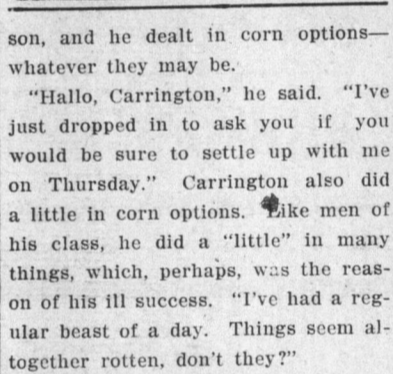 son, and he dealt in corn options—
whatever they may be.
"Hallo, Carrington," he said. "I've
just dropped in to ask you if you
would be sure to settle up with me
on Thursday." Carrington also did
a little in corn options. Like men of
his class, he did a "little" in many
things, which, perhaps, was the reas-
on of his ill success. "I've had a reg-
ular beast of a day. Things seem al-
together rotten, don't they?"